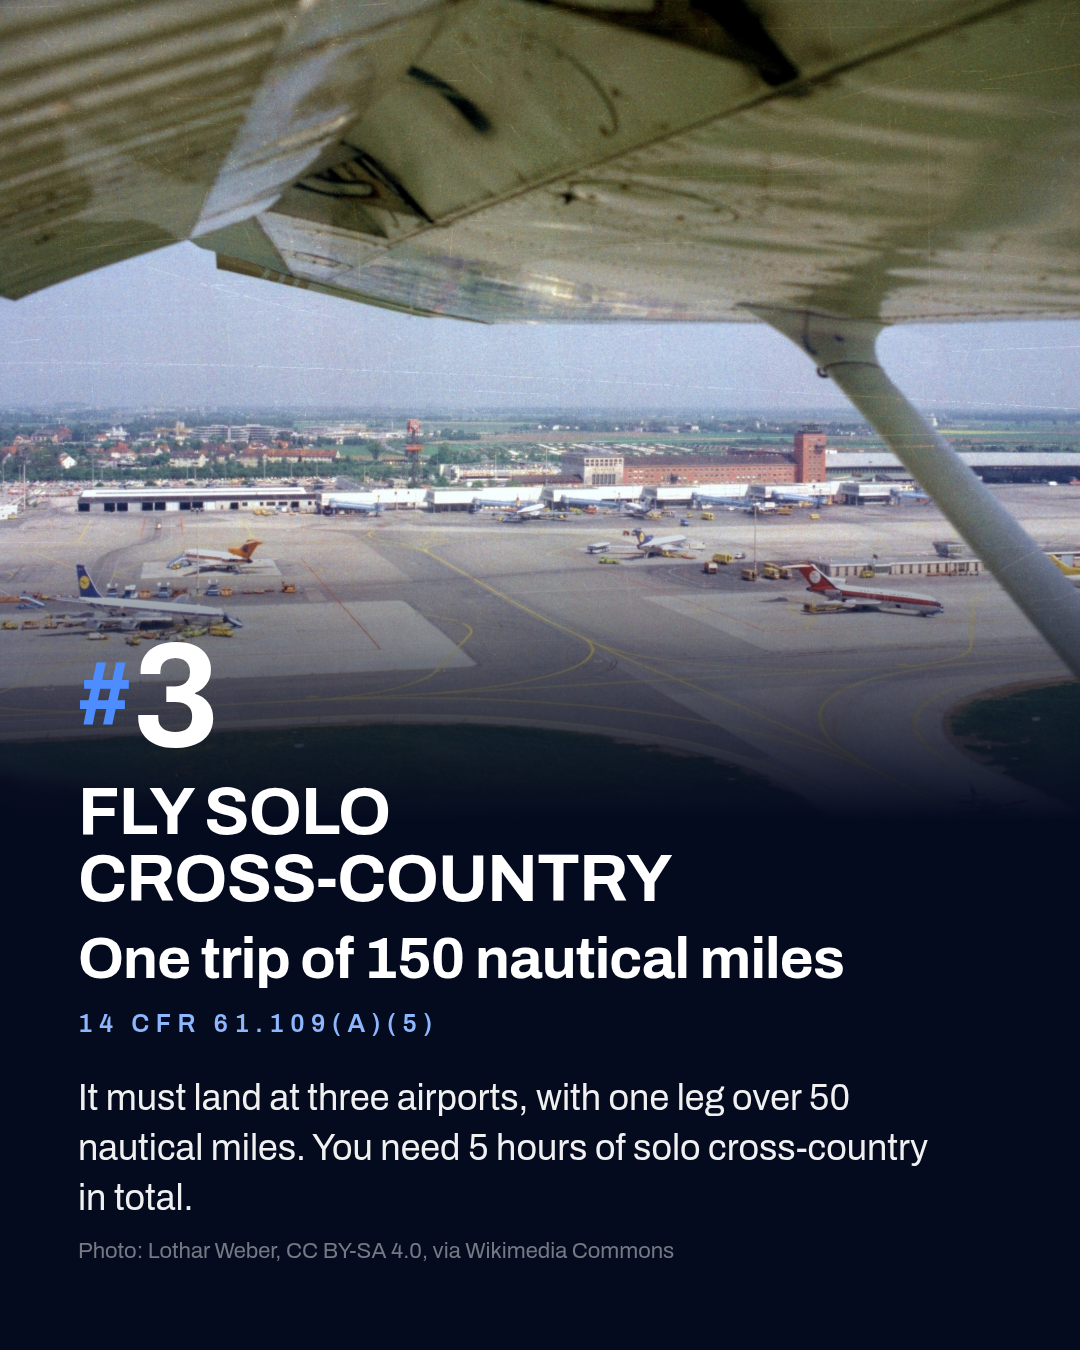 #3
FLY SOLO
CROSS-COUNTRY
One trip of 150 nautical miles
14 CFR 61.109(A)(5)
It must land at three airports, with one leg over 50
nautical miles. You need 5 hours of solo cross-country
in total.
Photo: Lothar Weber, CC BY-SA 4.0, via Wikimedia Commons